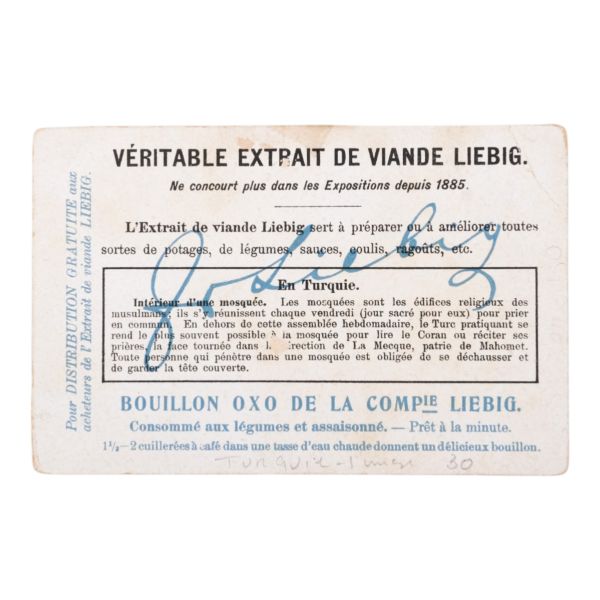 VÉRITABLE EXTRAIT DE VIANDE LIEBIG.
Ne concourt plus dans les Expositions depuis 1885.
L'Extrait de viande Liebig sert à préparer ou à améliorer toutes
sortes de potages, de légumes, sauces, coulis, ragoûts, etc.
J v Liebig
En Turquie.
Intérieur d'une mosquée. Les mosquées sont les édifices religieux des
musulmans; ils s'y réunissent chaque vendredi (jour sacré pour eux) pour prier
en commun. En dehors de cette assemblée hebdomadaire, le Turc pratiquant se
rend le plus souvent possible à la mosquée pour lire le Coran ou réciter ses
prières, la face tournée dans la direction de La Mecque, patrie de Mahomet.
Toute personne qui pénètre dans une mosquée est obligée de se déchausser et
de garder la tête couverte.
BOUILLON OXO DE LA COMPIE LIEBIG.
Consommé aux légumes et assaisonné. — Prêt à la minute.
1½—2 cuillerées à café dans une tasse d'eau chaude donnent un délicieux bouillon.
TURQUIE - 30
Pour DISTRIBUTION GRATUITE aux
acheteurs de l'Extrait de viande LIEBIG.